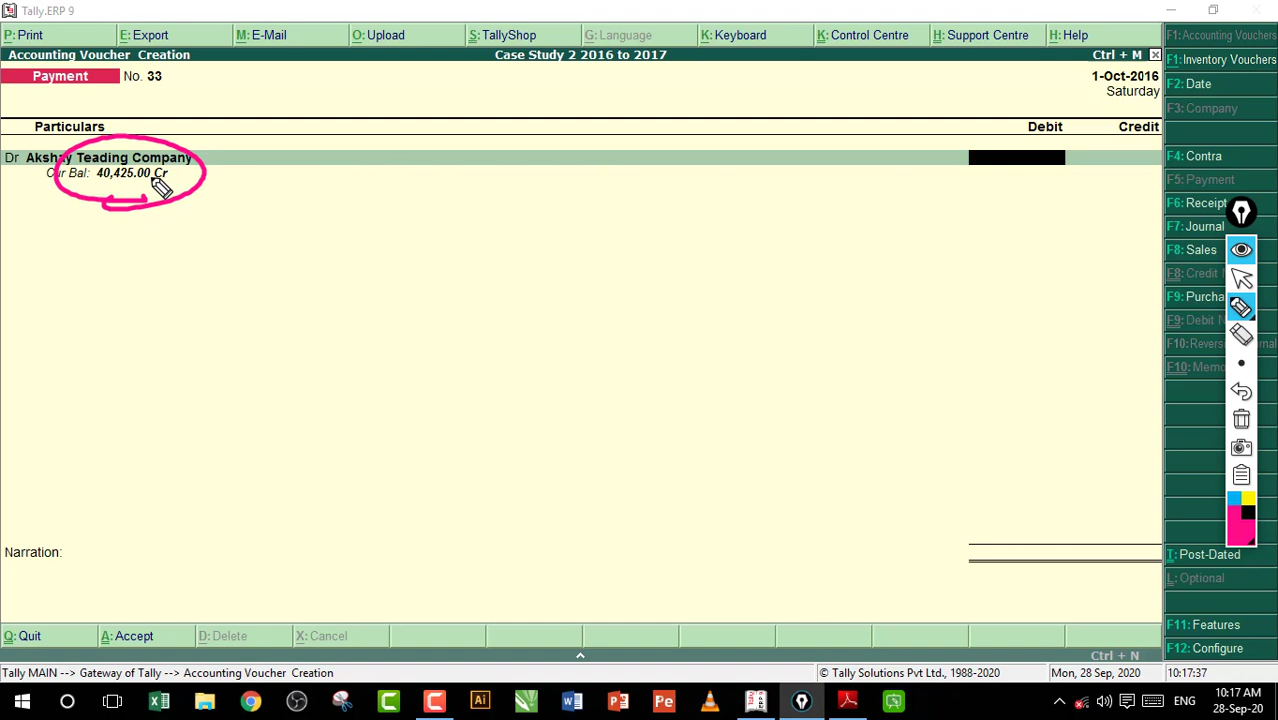 Tally.ERP 9
P: Print E: Export M: E-Mail O: Upload S: TallyShop G: Language K: Keyboard K: Control Centre H: Support Centre H: Help
Accounting Voucher Creation Case Study 2 2016 to 2017 Ctrl + M
Payment No. 33 1-Oct-2016
Saturday
Particulars Debit Credit
Dr Akshay Teading Company
Cur Bal: 40,425.00 Cr
Narration:
F1: Accounting Vouchers
F1: Inventory Vouchers
F2: Date
F3: Company
F4: Contra
F5: Payment
F6: Receipt
F7: Journal
F8: Sales
F8: Credit
F9: Purcha
F9: Debit N
F10: Revers rnal
F10: Memo
T: Post-Dated
L: Optional
F11: Features
F12: Configure
Q: Quit A: Accept D: Delete X: Cancel
Ctrl + N
Tally MAIN --> Gateway of Tally --> Accounting Voucher Creation © Tally Solutions Pvt Ltd., 1988-2020 Mon, 28 Sep, 2020 10:17:37
ENG 10:17 AM
28-Sep-20